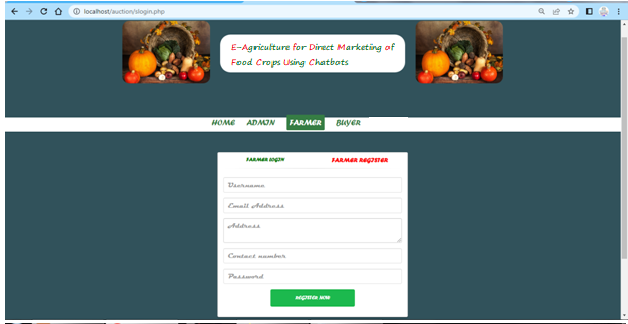 localhost/auction/slogin.php
E-Agriculture for Direct Marketing of
Food Crops Using Chatbots
HOME ADMIN FARMER BUYER
FARMER LOGIN FARMER REGISTER
Username
Email Address
Address
Contact number
Password
REGISTER NOW